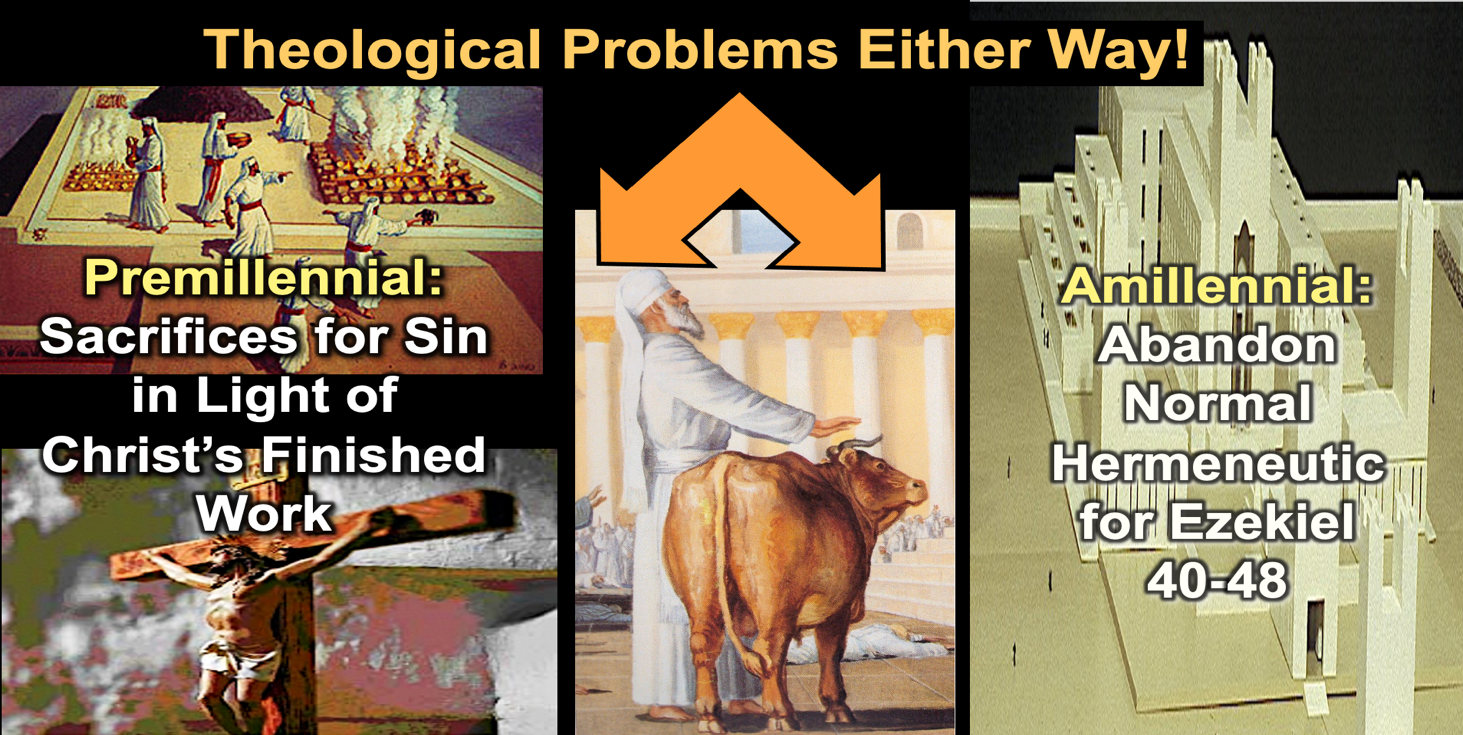 Theological Problems Either Way!
Premillennial:
Sacrifices for Sin
in Light of
Christ’s Finished
Work
Amillennial:
Abandon
Normal
Hermeneutic
for Ezekiel
40-48